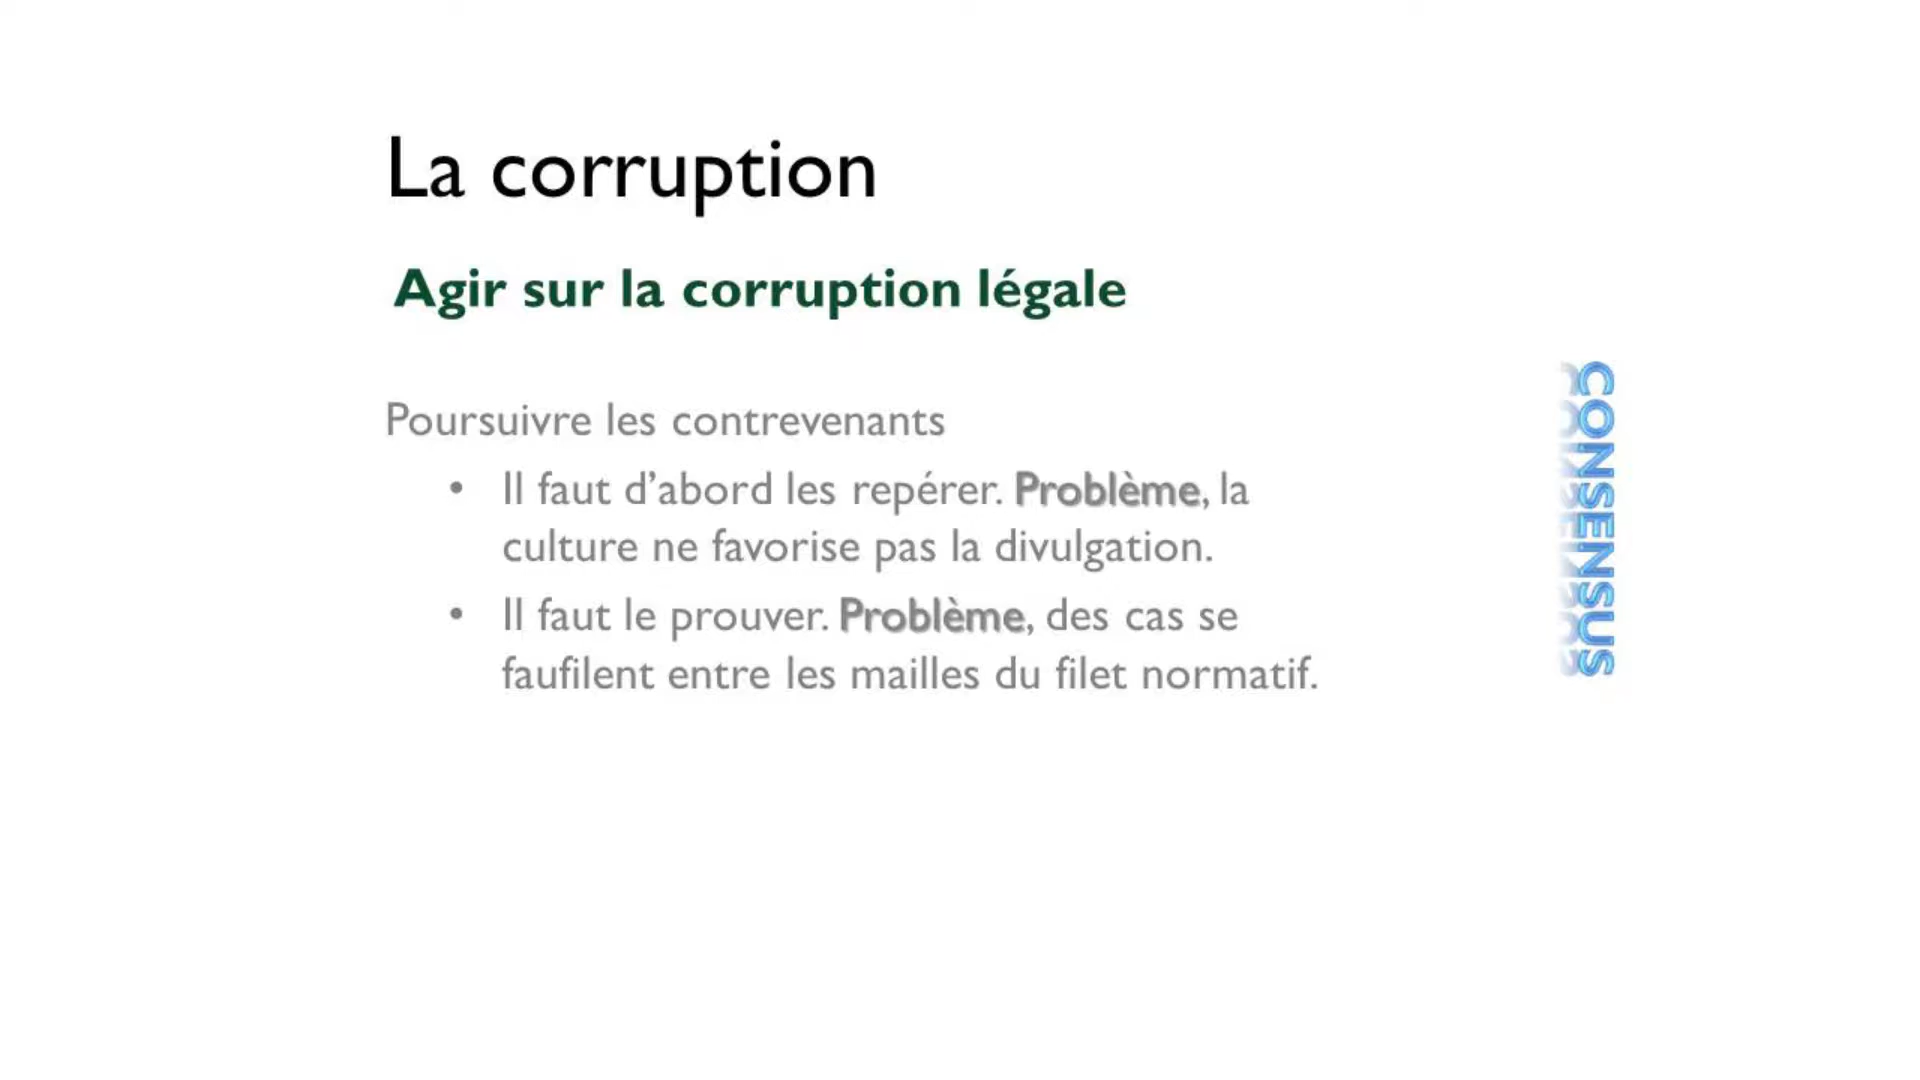 La corruption
Agir sur la corruption légale
Poursuivre les contrevenants
• Il faut d’abord les repérer. Problème, la
culture ne favorise pas la divulgation.
• Il faut le prouver. Problème, des cas se
faufilent entre les mailles du filet normatif.
CONSENSUS